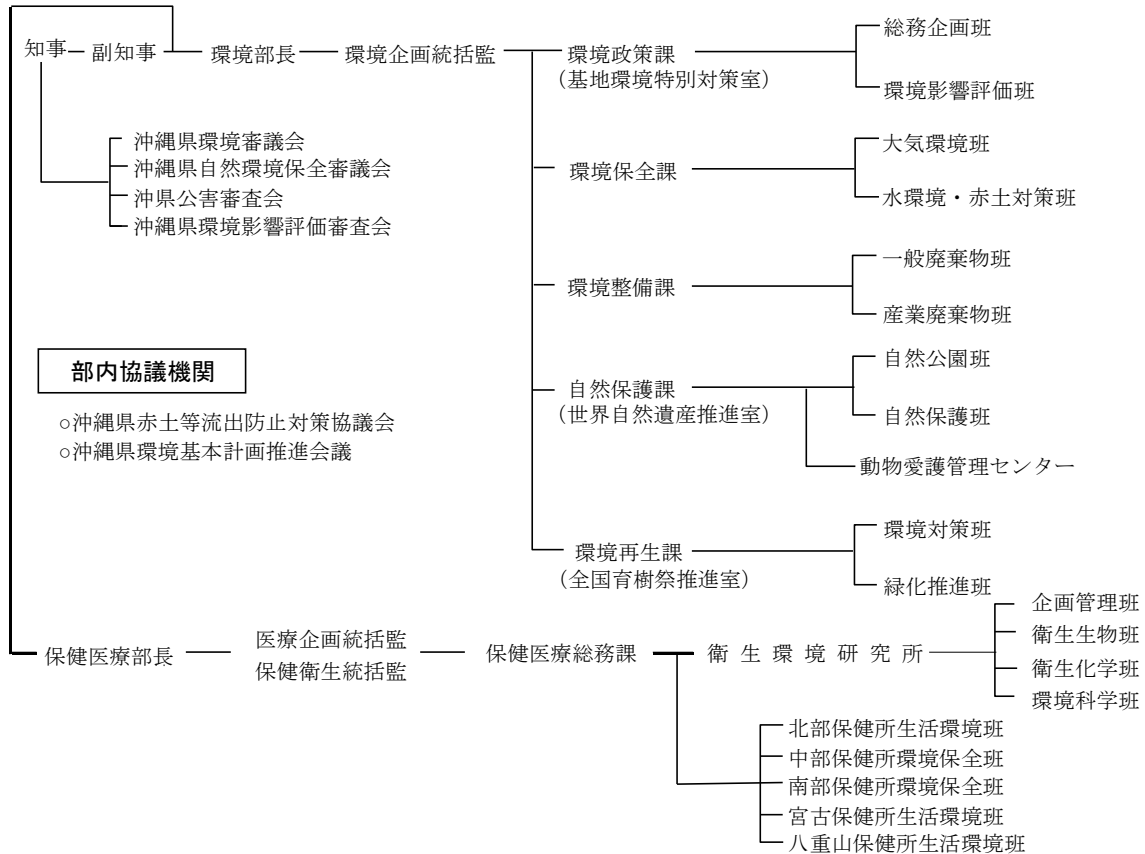 知事
副知事
環境部長
環境企画統括監
環境政策課
(基地環境特別対策室)
総務企画班
環境影響評価班
沖縄県環境審議会
沖縄県自然環境保全審議会
沖県公害審査会
沖縄県環境影響評価審査会
環境保全課
大気環境班
水環境・赤土対策班
環境整備課
一般廃棄物班
産業廃棄物班
部内協議機関
○沖縄県赤土等流出防止対策協議会
○沖縄県環境基本計画推進会議
自然保護課
(世界自然遺産推進室)
自然公園班
自然保護班
動物愛護管理センター
環境再生課
(全国育樹祭推進室)
環境対策班
緑化推進班
保健医療部長
医療企画統括監
保健衛生統括監
保健医療総務課
衛生環境研究所
企画管理班
衛生生物班
衛生化学班
環境科学班
北部保健所生活環境班
中部保健所環境保全班
南部保健所環境保全班
宮古保健所生活環境班
八重山保健所生活環境班